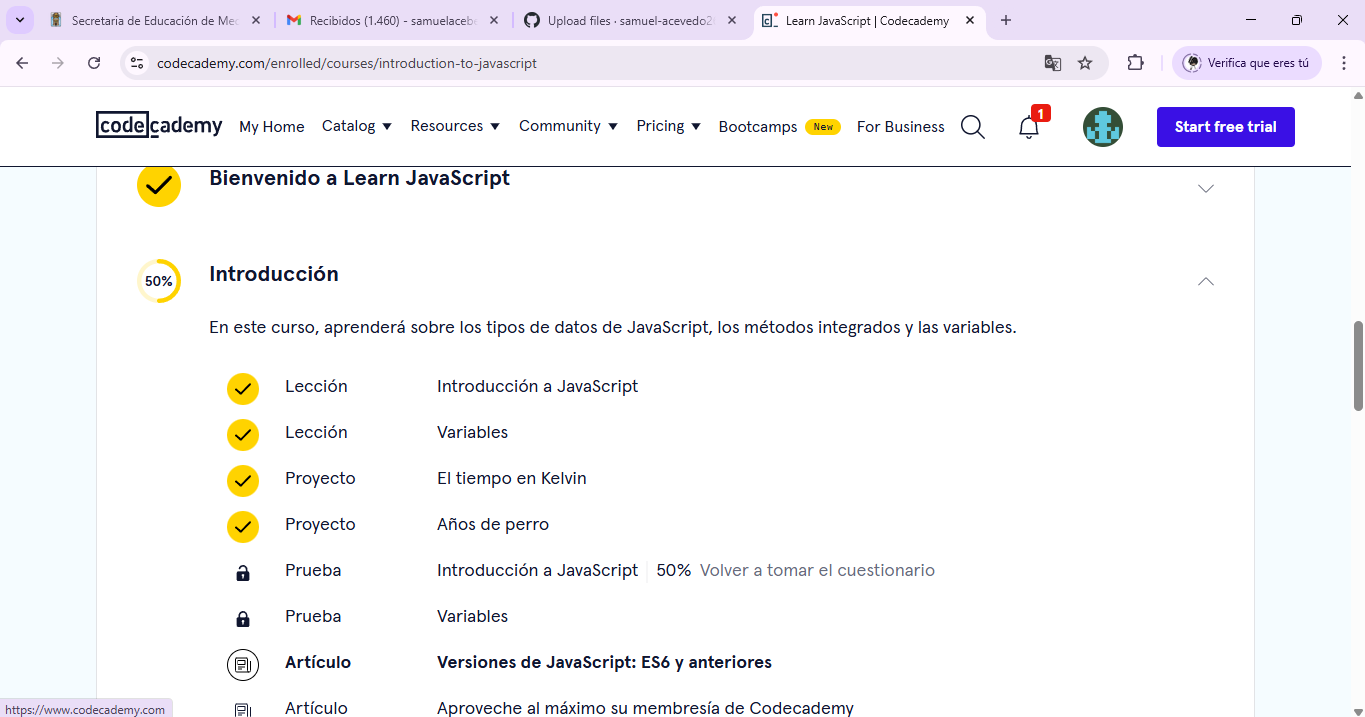 Secretaria de Educación de Med
Recibidos (1.460) - samuelacebe
Upload files · samuel-acevedo20
Learn JavaScript | Codecademy
codecademy.com/enrolled/courses/introduction-to-javascript
Verifica que eres tú
codecademy
My Home
Catalog
Resources
Community
Pricing
Bootcamps
New
For Business
1
Start free trial
Bienvenido a Learn JavaScript
50%
Introducción
En este curso, aprenderá sobre los tipos de datos de JavaScript, los métodos integrados y las variables.
Lección Introducción a JavaScript
Lección Variables
Proyecto El tiempo en Kelvin
Proyecto Años de perro
Prueba Introducción a JavaScript 50% Volver a tomar el cuestionario
Prueba Variables
Artículo Versiones de JavaScript: ES6 y anteriores
Artículo Aproveche al máximo su membresía de Codecademy
https://www.codecademy.com